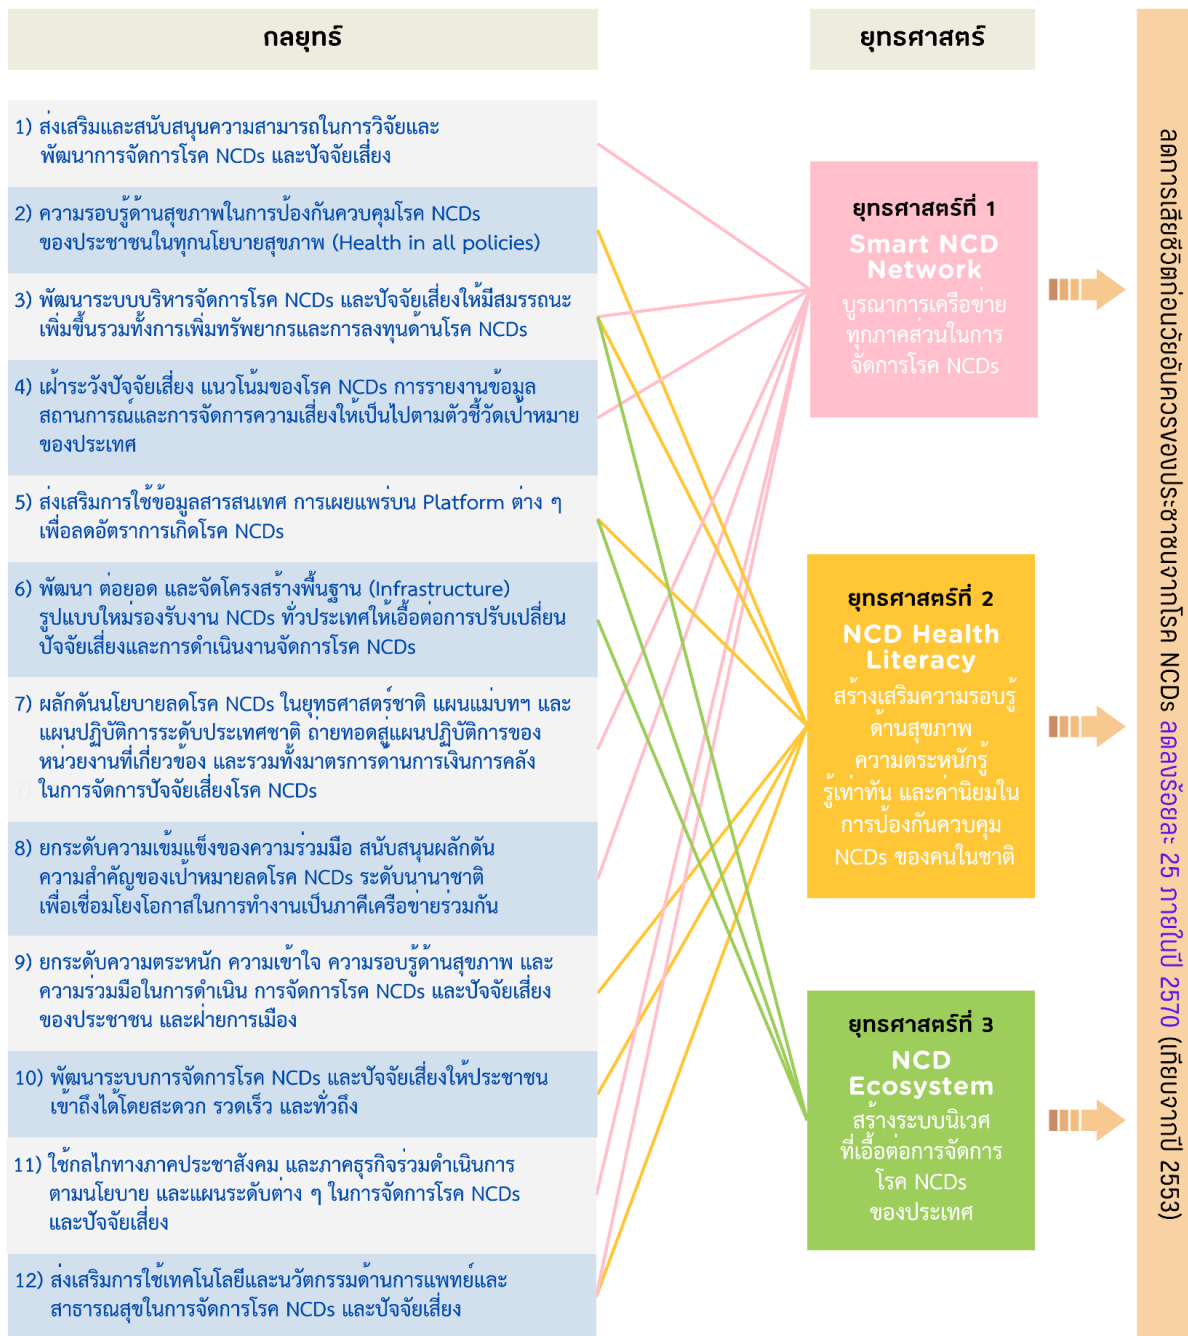 กลยุทธ์
1) ส่งเสริมและสนับสนุนความสามารถในการวิจัยและ
พัฒนาการจัดการโรค NCDs และปัจจัยเสี่ยง
2) ความรอบรู้ด้านสุขภาพในการป้องกันควบคุมโรค NCDs
ของประชาชนในทุกนโยบายสุขภาพ (Health in all policies)
3) พัฒนาระบบบริหารจัดการโรค NCDs และปัจจัยเสี่ยงให้มีสมรรถนะ
เพิ่มขึ้นรวมทั้งการเพิ่มทรัพยากรและการลงทุนด้านโรค NCDs
4) เฝ้าระวังปัจจัยเสี่ยง แนวโน้มของโรค NCDs การรายงานข้อมูล
สถานการณ์และการจัดการความเสี่ยงให้เป็นไปตามตัวชี้วัดเป้าหมาย
ของประเทศ
5) ส่งเสริมการใช้ข้อมูลสารสนเทศ การเผยแพร่บน Platform ต่าง ๆ
เพื่อลดอัตราการเกิดโรค NCDs
6) พัฒนา ต่อยอด และจัดโครงสร้างพื้นฐาน (Infrastructure)
รูปแบบใหม่รองรับงาน NCDs ทั่วประเทศให้เอื้อต่อการปรับเปลี่ยน
ปัจจัยเสี่ยงและการดำเนินงานจัดการโรค NCDs
7) ผลักดันนโยบายลดโรค NCDs ในยุทธศาสตร์ชาติ แผนแม่บทฯ และ
แผนปฏิบัติการระดับประเทศชาติ ถ่ายทอดสู่แผนปฏิบัติการของ
หน่วยงานที่เกี่ยวข้อง และรวมทั้งมาตรการด้านการเงินการคลัง
7) ในการจัดการปัจจัยเสี่ยงโรค NCDs
8) ยกระดับความเข้มแข็งของความร่วมมือ สนับสนุนผลักดัน
ความสำคัญของเป้าหมายลดโรค NCDs ระดับนานาชาติ
เพื่อเชื่อมโยงโอกาสในการทำงานเป็นภาคีเครือข่ายร่วมกัน
9) ยกระดับความตระหนัก ความเข้าใจ ความรอบรู้ด้านสุขภาพ และ
ความร่วมมือในการดำเนิน การจัดการโรค NCDs และปัจจัยเสี่ยง
ของประชาชน และฝ่ายการเมือง
10) พัฒนาระบบการจัดการโรค NCDs และปัจจัยเสี่ยงให้ประชาชน
เข้าถึงได้โดยสะดวก รวดเร็ว และทั่วถึง
11) ใช้กลไกทางภาคประชาสังคม และภาคธุรกิจร่วมดำเนินการ
ตามนโยบาย และแผนระดับต่าง ๆ ในการจัดการโรค NCDs
และปัจจัยเสี่ยง
12) ส่งเสริมการใช้เทคโนโลยีและนวัตกรรมด้านการแพทย์และ
สาธารณสุขในการจัดการโรค NCDs และปัจจัยเสี่ยง
ยุทธศาสตร์
ยุทธศาสตร์ที่ 1
Smart NCD
Network
บูรณาการเครือข่าย
ทุกภาคส่วนในการ
จัดการโรค NCDs
ยุทธศาสตร์ที่ 2
NCD Health
Literacy
สร้างเสริมความรอบรู้
ด้านสุขภาพ
ความตระหนักรู้
รู้เท่าทัน และค่านิยมใน
การป้องกันควบคุม
NCDs ของคนในชาติ
ยุทธศาสตร์ที่ 3
NCD
Ecosystem
สร้างระบบนิเวศ
ที่เอื้อต่อการจัดการ
โรค NCDs
ของประเทศ
ลดการเสียชีวิตก่อนวัยอันควรของประชาชนจากโรค NCDs ลดลงร้อยละ 25 ภายในปี 2570 (เทียบจากปี 2553)